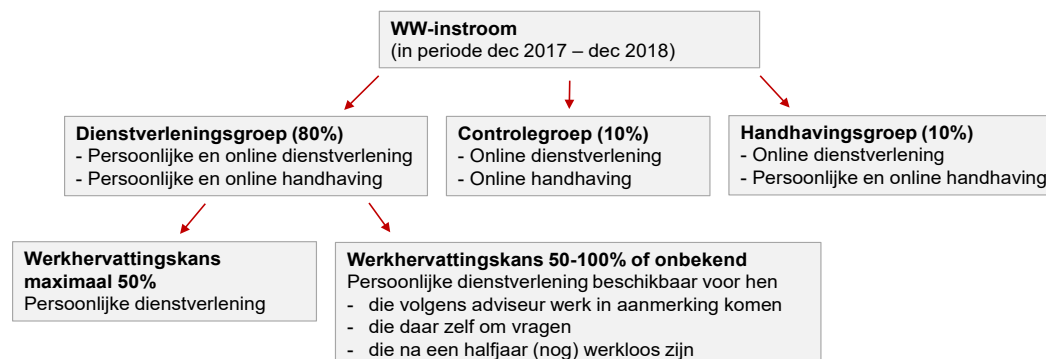 WW-instroom
(in periode dec 2017 – dec 2018)
Dienstverleningsgroep (80%)
- Persoonlijke en online dienstverlening
- Persoonlijke en online handhaving
Controlegroep (10%)
- Online dienstverlening
- Online handhaving
Handhavingsgroep (10%)
- Online dienstverlening
- Persoonlijke en online handhaving
Werkhervattingskans
maximaal 50%
Persoonlijke dienstverlening
Werkhervattingskans 50-100% of onbekend
Persoonlijke dienstverlening beschikbaar voor hen
- die volgens adviseur werk in aanmerking komen
- die daar zelf om vragen
- die na een halfjaar (nog) werkloos zijn